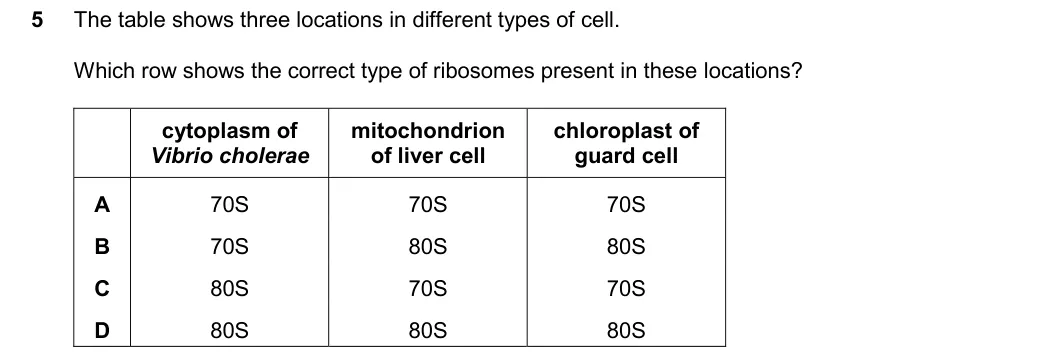 5 The table shows three locations in different types of cell.
Which row shows the correct type of ribosomes present in these locations?
cytoplasm of Vibrio cholerae mitochondrion of liver cell chloroplast of guard cell
A 70S 70S 70S
B 70S 80S 80S
C 80S 70S 70S
D 80S 80S 80S